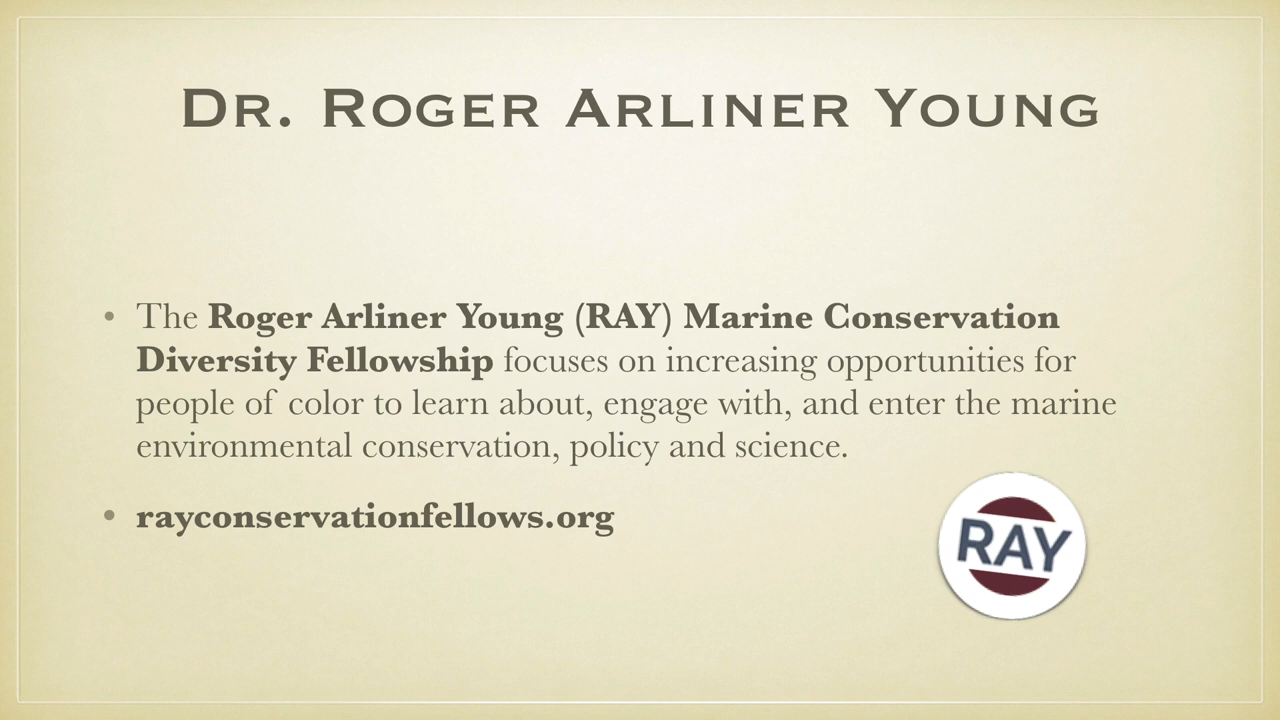 Dr. Roger Arliner Young
• The Roger Arliner Young (RAY) Marine Conservation
Diversity Fellowship focuses on increasing opportunities for
people of color to learn about, engage with, and enter the marine
environmental conservation, policy and science.
• rayconservationfellows.org
RAY